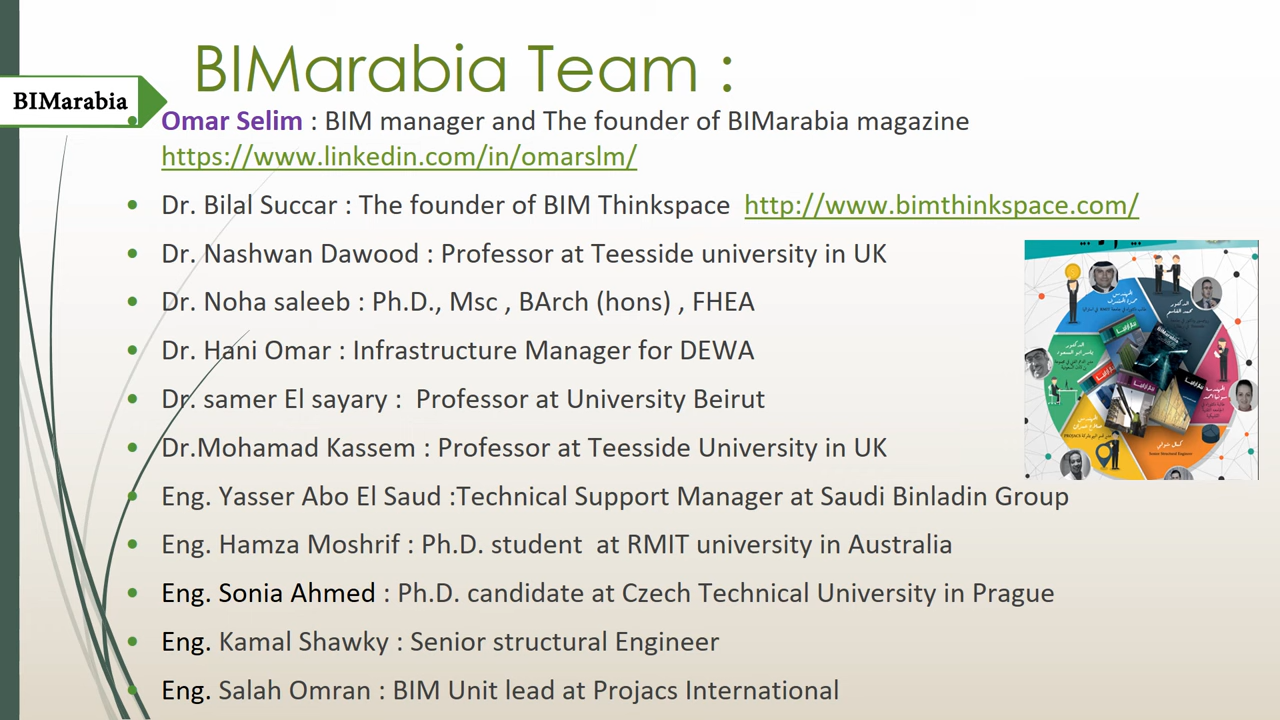 BIMarabia Team :
BIMarabia
Omar Selim : BIM manager and The founder of BIMarabia magazine
https://www.linkedin.com/in/omarslm/
Dr. Bilal Succar : The founder of BIM Thinkspace http://www.bimthinkspace.com/
Dr. Nashwan Dawood : Professor at Teesside university in UK
Dr. Noha saleeb : Ph.D., Msc , BArch (hons) , FHEA
Dr. Hani Omar : Infrastructure Manager for DEWA
Dr. samer El sayary : Professor at University Beirut
Dr.Mohamad Kassem : Professor at Teesside University in UK
Eng. Yasser Abo El Saud :Technical Support Manager at Saudi Binladin Group
Eng. Hamza Moshrif : Ph.D. student at RMIT university in Australia
Eng. Sonia Ahmed : Ph.D. candidate at Czech Technical University in Prague
Eng. Kamal Shawky : Senior structural Engineer
Eng. Salah Omran : BIM Unit lead at Projacs International